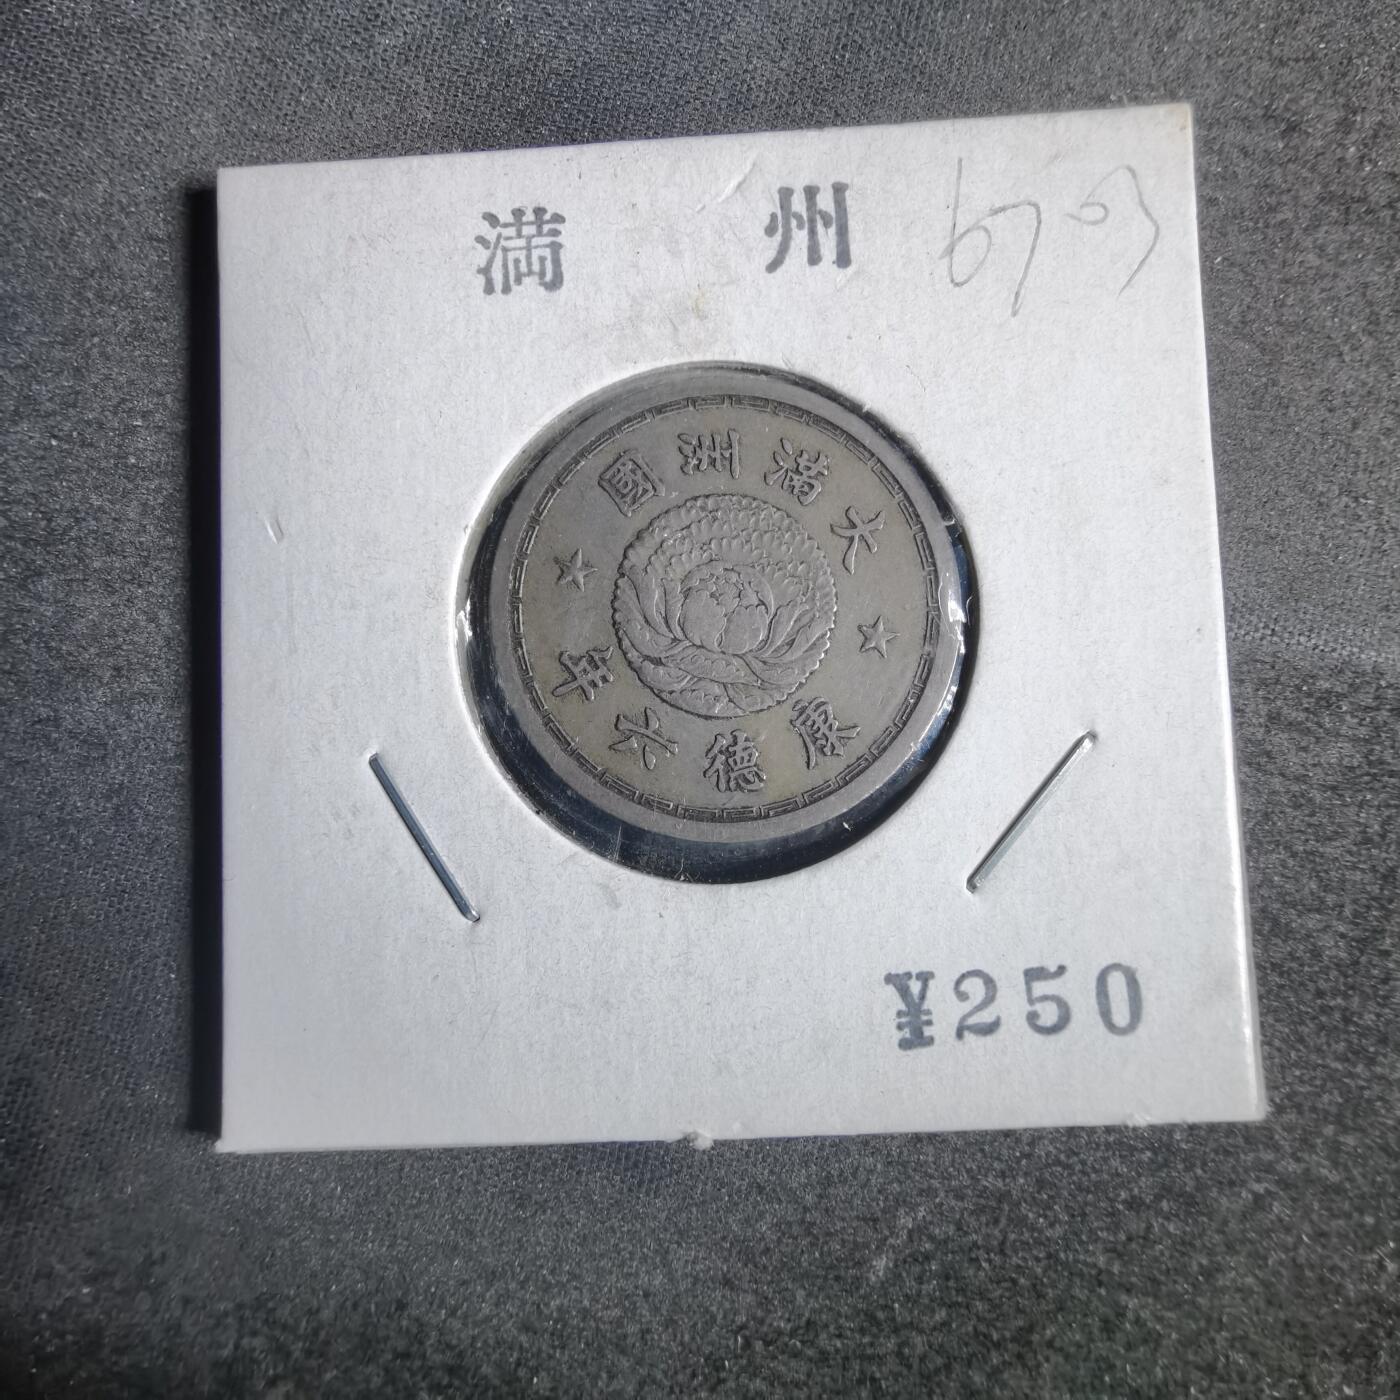 満 州
大滿洲國
康德六年
¥250